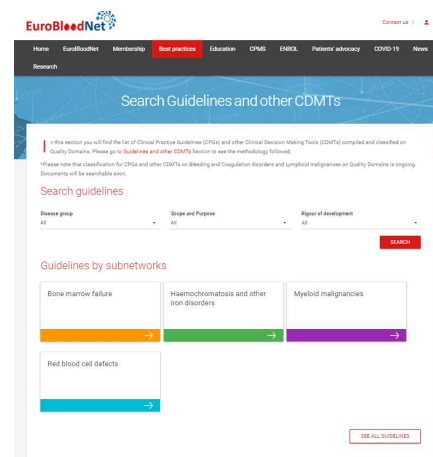 EuroBloodNet
Contact us
Home EuroBloodNet Membership Best practices Education CPMS ENROL Patients' advocacy COVID-19 News
Research
Search Guidelines and other CDMTs
In this section you will find the list of Clinical Practice Guidelines (CPGs) and other Clinical Decision Making Tools (CDMTs) compiled and classified on
Quality Domains. Please go to Guidelines and other CDMTs Section to see the methodology followed.
*Please note that classification for CPGs and other CDMTs on Bleeding and Coagulation disorders and Lymphoid malignances on Quality Domains is ongoing.
Documents will be searchable soon.
Search guidelines
Disease group Scope and Purpose Rigour of development
All All All
SEARCH
Guidelines by subnetworks
Bone marrow failure Haemochromatosis and other Myeloid malignancies
iron disorders
Red blood cell defects
SEE ALL GUIDELINES